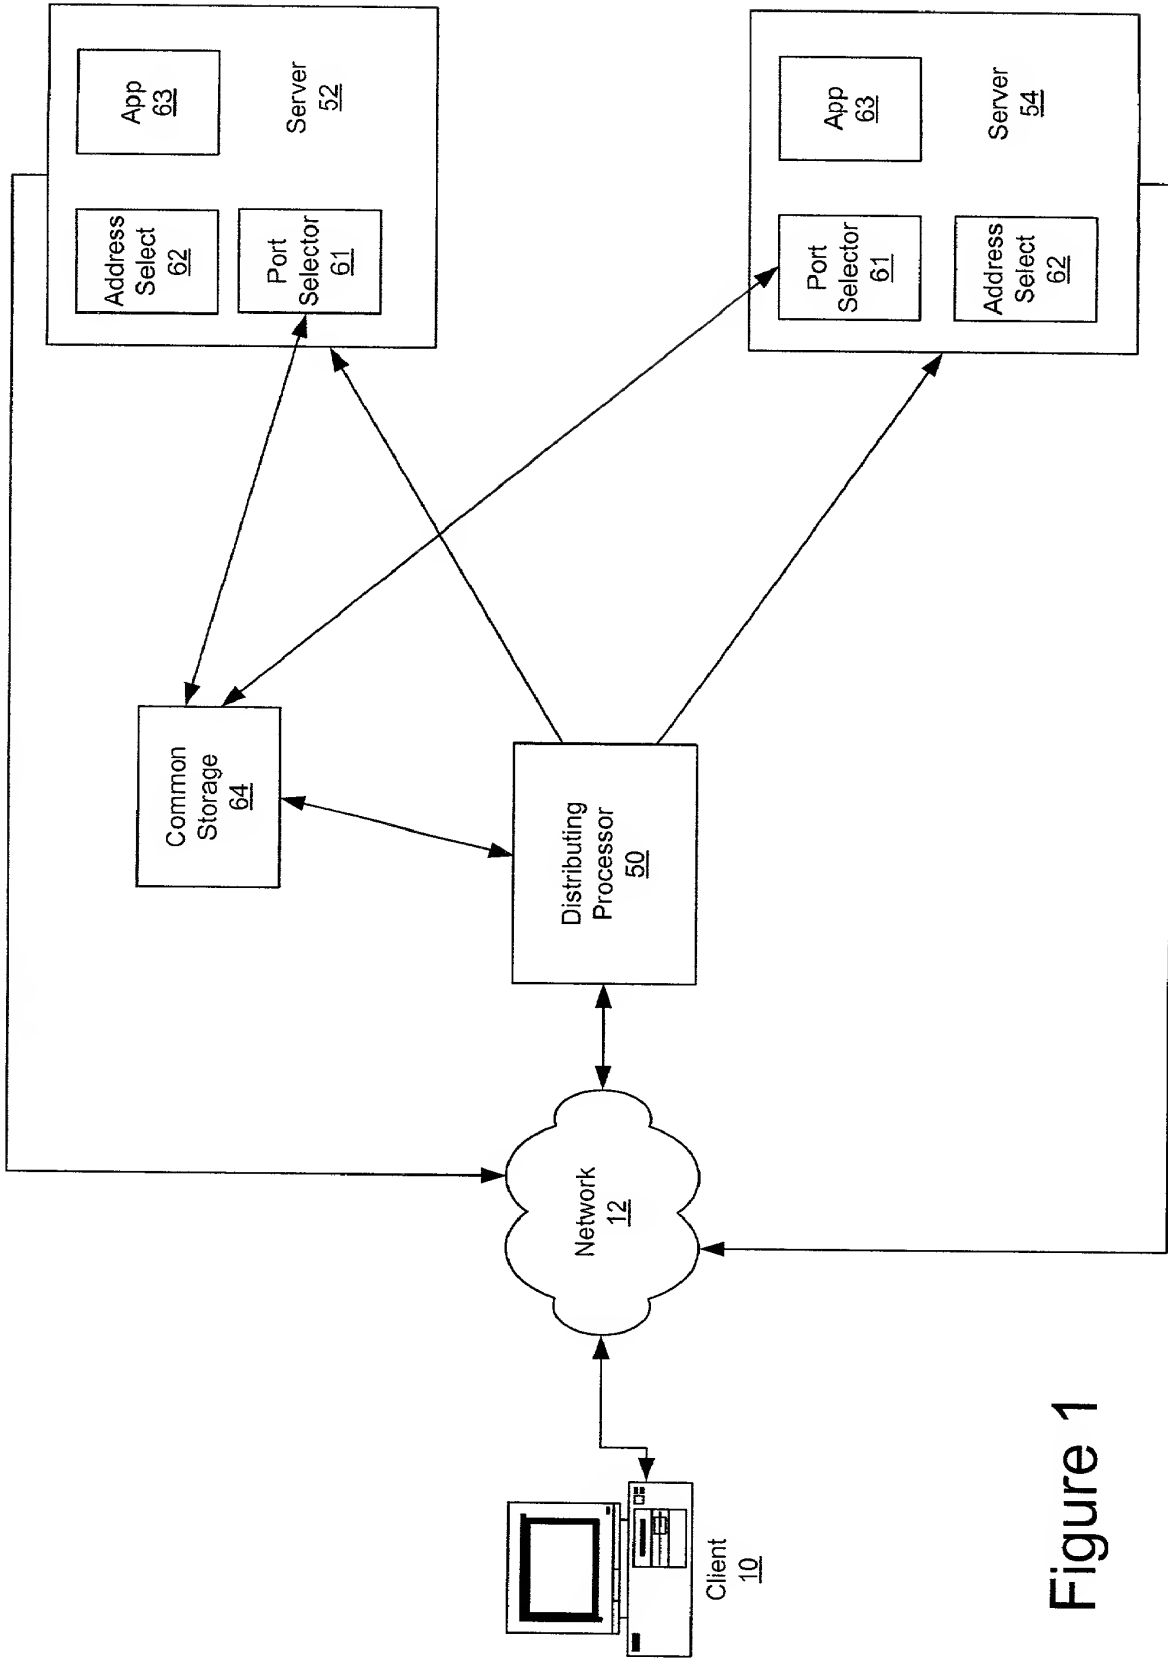 App
63
Server
52
Address
Select
62
Port
Selector
61
App
63
Server
54
Port
Selector
61
Address
Select
62
Common
Storage
64
Distributing
Processor
50
Network
12
Client
10
Figure 1